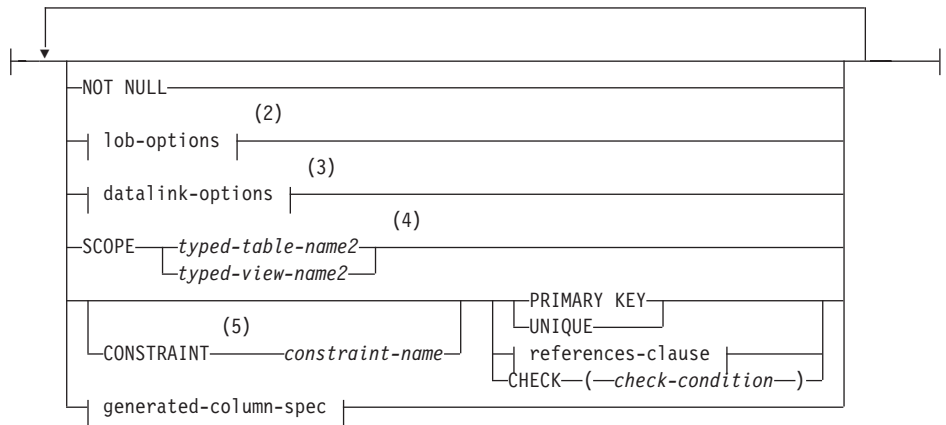 NOT NULL
(2)
lob-options
(3)
datalink-options
(4)
SCOPE typed-table-name2
typed-view-name2
PRIMARY KEY
(5) UNIQUE
CONSTRAINT constraint-name references-clause
CHECK ( check-condition )
generated-column-spec